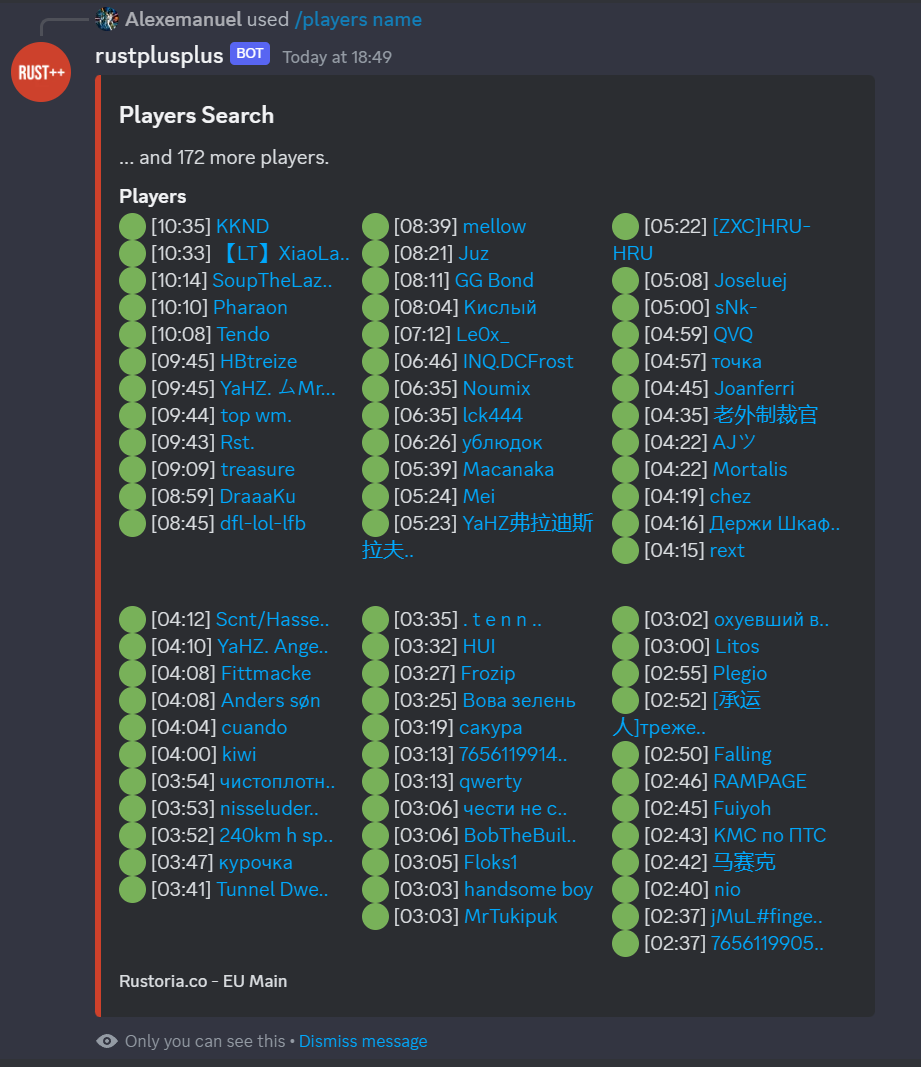 Alexemanuel used /players name
RUST++
rustplusplus BOT Today at 18:49
Players Search
... and 172 more players.
Players
[10:35] KKND
[10:33] 【LT】XiaoLa..
[10:14] SoupTheLaz..
[10:10] Pharaon
[10:08] Tendo
[09:45] HBtreize
[09:45] YaHZ. ムMr...
[09:44] top wm.
[09:43] Rst.
[09:09] treasure
[08:59] DraaaKu
[08:45] dfl-lol-lfb
[08:39] mellow
[08:21] Juz
[08:11] GG Bond
[08:04] Кислый
[07:12] Le0x_
[06:46] INQ.DCFrost
[06:35] Noumix
[06:35] lck444
[06:26] ублюдок
[05:39] Macanaka
[05:24] Mei
[05:23] YaHZ弗拉迪斯
拉夫..
[05:22] [ZXC]HRU-
HRU
[05:08] Joseluej
[05:00] sNk-
[04:59] QVQ
[04:57] точка
[04:45] Joanferri
[04:35] 老外制裁官
[04:22] AJツ
[04:22] Mortalis
[04:19] chez
[04:16] Держи Шкаф..
[04:15] rext
[04:12] Scnt/Hasse..
[04:10] YaHZ. Ange..
[04:08] Fittmacke
[04:08] Anders søn
[04:04] cuando
[04:00] kiwi
[03:54] чистоплотн..
[03:53] nisseluder..
[03:52] 240km h sp..
[03:47] курочка
[03:41] Tunnel Dwe..
[03:35] . t e n n ..
[03:32] HUI
[03:27] Frozip
[03:25] Вова зелень
[03:19] сакура
[03:13] 7656119914..
[03:13] qwerty
[03:06] чести не с..
[03:06] BobTheBuil..
[03:05] Floks1
[03:03] handsome boy
[03:03] MrTukipuk
[03:02] охуевший в..
[03:00] Litos
[02:55] Plegio
[02:52] [承运
人]треже..
[02:50] Falling
[02:46] RAMPAGE
[02:45] Fuiyoh
[02:43] КМС по ПТС
[02:42] 马赛克
[02:40] nio
[02:37] jMuL#finge..
[02:37] 7656119905..
Rustoria.co - EU Main
Only you can see this • Dismiss message